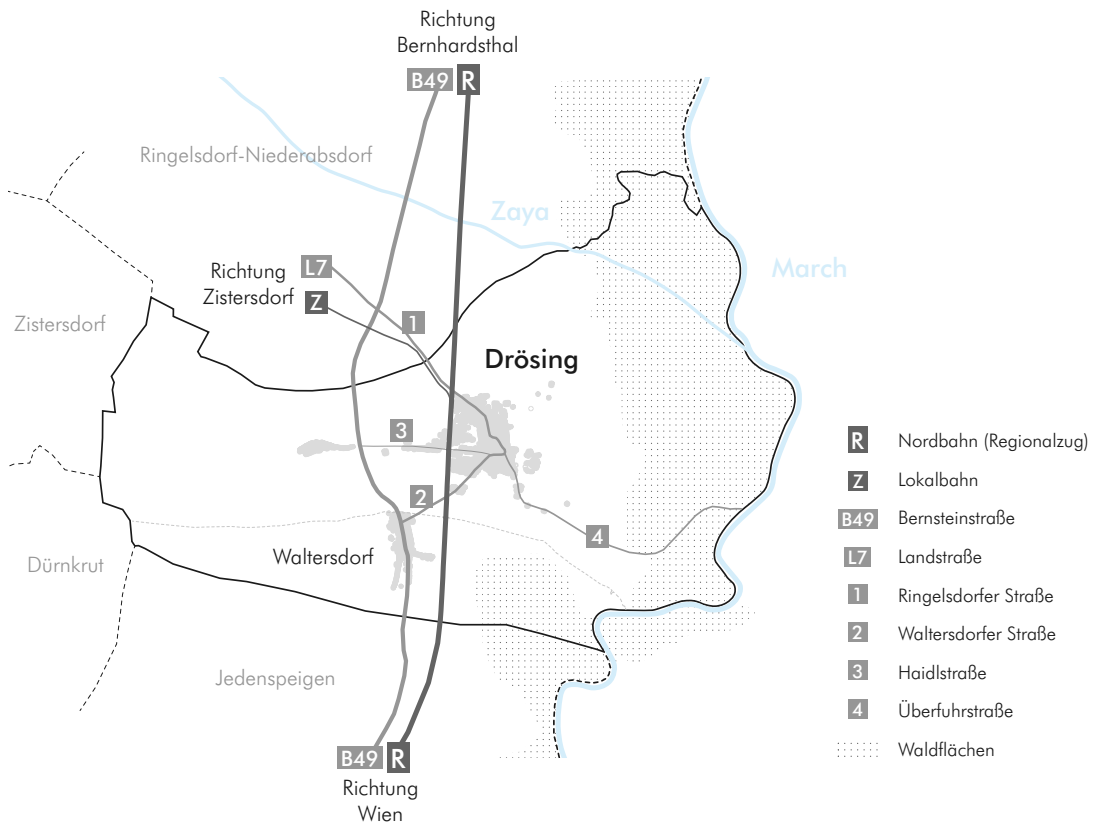 Richtung
Bernhardsthal
B49 R
Ringelsdorf-Niederabsdorf
Zaya
March
Richtung
Zistersdorf
L7
Z
Zistersdorf
1
Drösing
3
2
4
Waltersdorf
Dürnkrut
Jedenspeigen
B49 R
Richtung
Wien
R Nordbahn (Regionalzug)
Z Lokalbahn
B49 Bernsteinstraße
L7 Landstraße
1 Ringelsdorfer Straße
2 Waltersdorfer Straße
3 Haidlstraße
4 Überfuhrstraße
Waldflächen